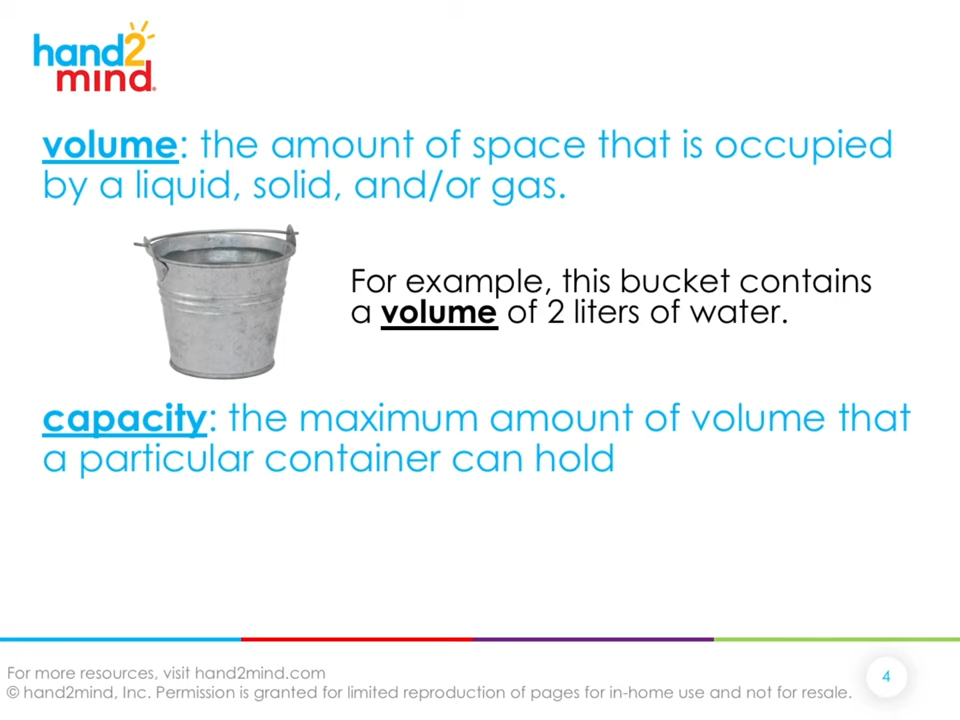 hand2
mind
volume: the amount of space that is occupied
by a liquid, solid, and/or gas.
For example, this bucket contains
a volume of 2 liters of water.
capacity: the maximum amount of volume that
a particular container can hold
For more resources, visit hand2mind.com
© hand2mind, Inc. Permission is granted for limited reproduction of pages for in-home use and not for resale.
4